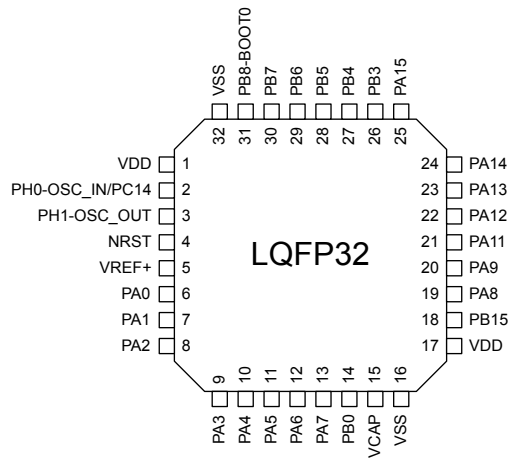 VSS
PB8-BOOT0
PB7
PB6
PB5
PB4
PB3
PA15
32
31
30
29
28
27
26
25
VDD 1
PH0-OSC_IN/PC14 2
PH1-OSC_OUT 3
NRST 4
VREF+ 5
PA0 6
PA1 7
PA2 8
LQFP32
24 PA14
23 PA13
22 PA12
21 PA11
20 PA9
19 PA8
18 PB15
17 VDD
9
10
11
12
13
14
15
16
PA3
PA4
PA5
PA6
PA7
PB0
VCAP
VSS